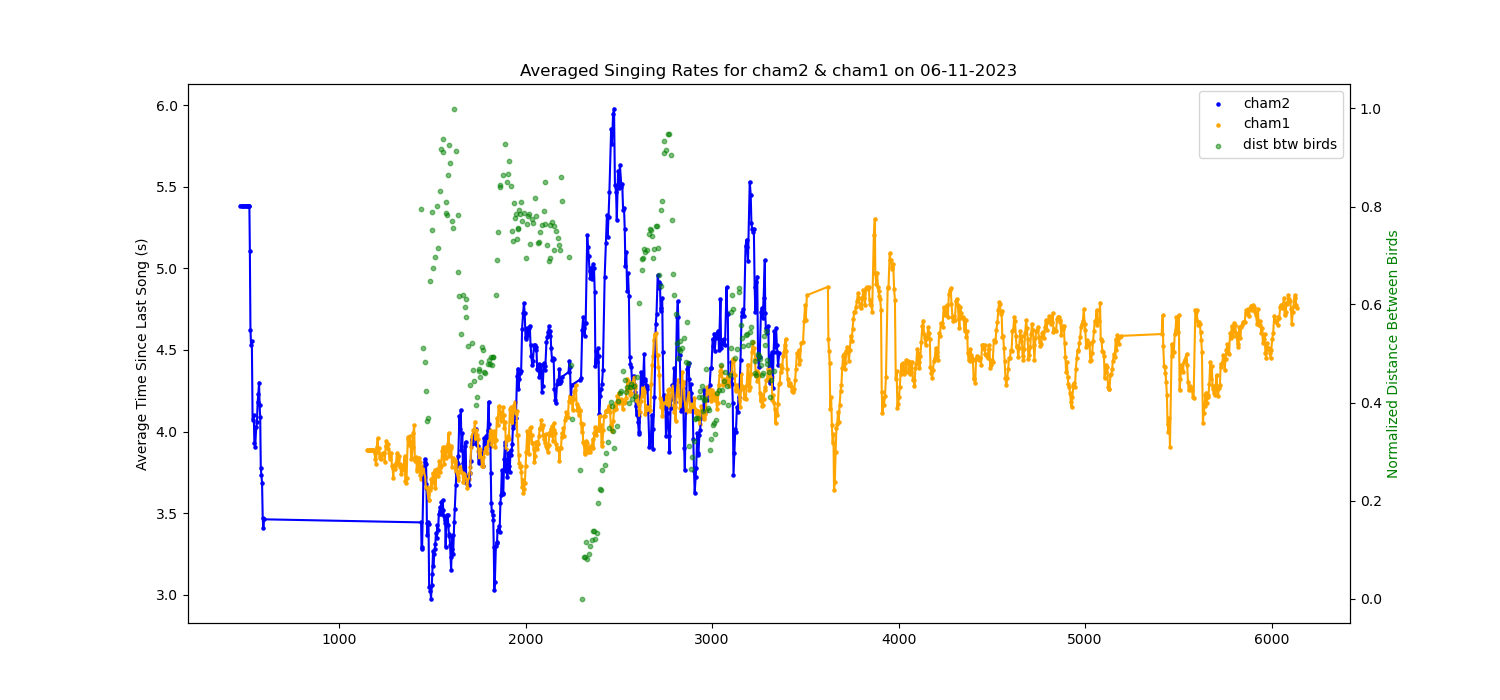 Averaged Singing Rates for cham2 & cham1 on 06-11-2023
cham2
cham1
dist btw birds
Average Time Since Last Song (s)
6.0
5.5
5.0
4.5
4.0
3.5
3.0
1000 2000 3000 4000 5000 6000
1.0
0.8
0.6
0.4
0.2
0.0
Normalized Distance Between Birds